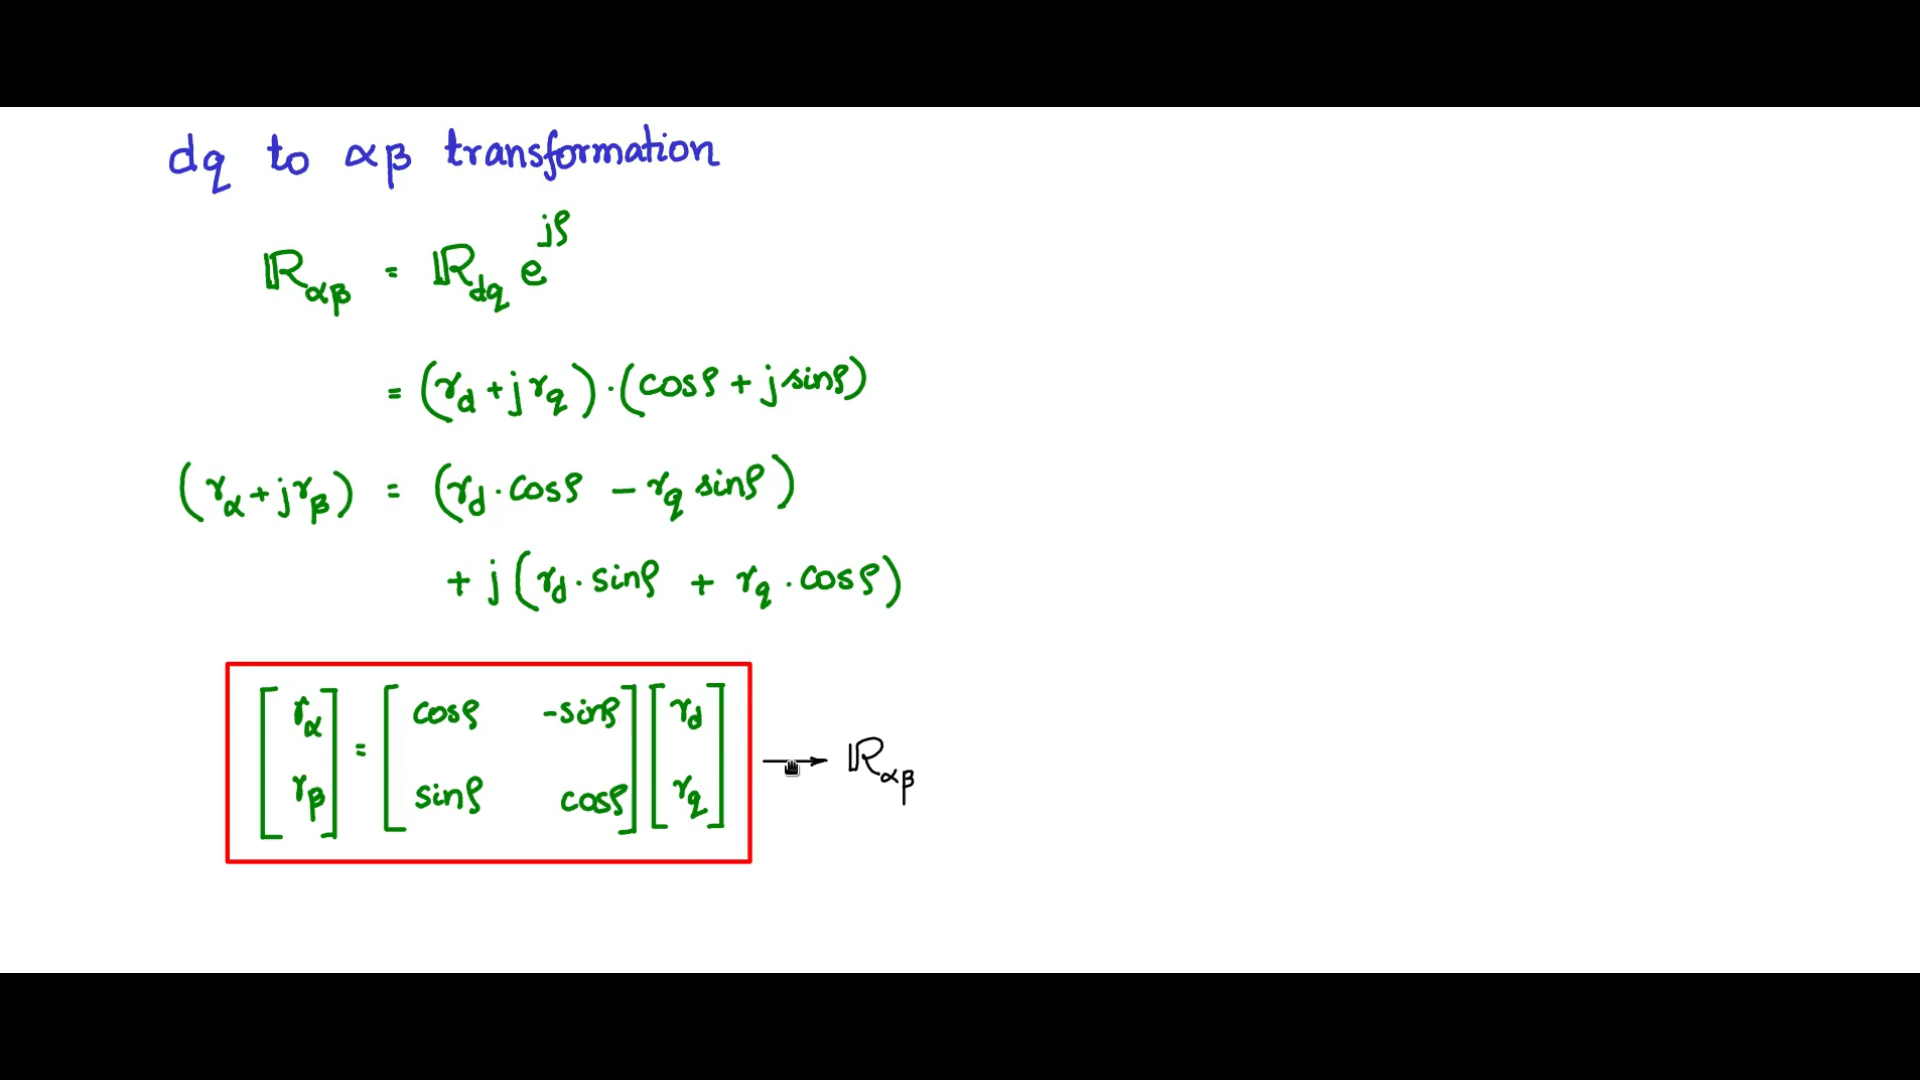 dq to αβ transformation
ℝαβ = ℝdq e^jρ
= (rd + j rq) · (cosρ + j sinρ)
(rα + j rβ) = (rd · cosρ − rq sinρ)
+ j (rd · sinρ + rq · cosρ)
[rα rβ] = [cosρ -sinρ sinρ cosρ] [rd rq] → ℝαβ